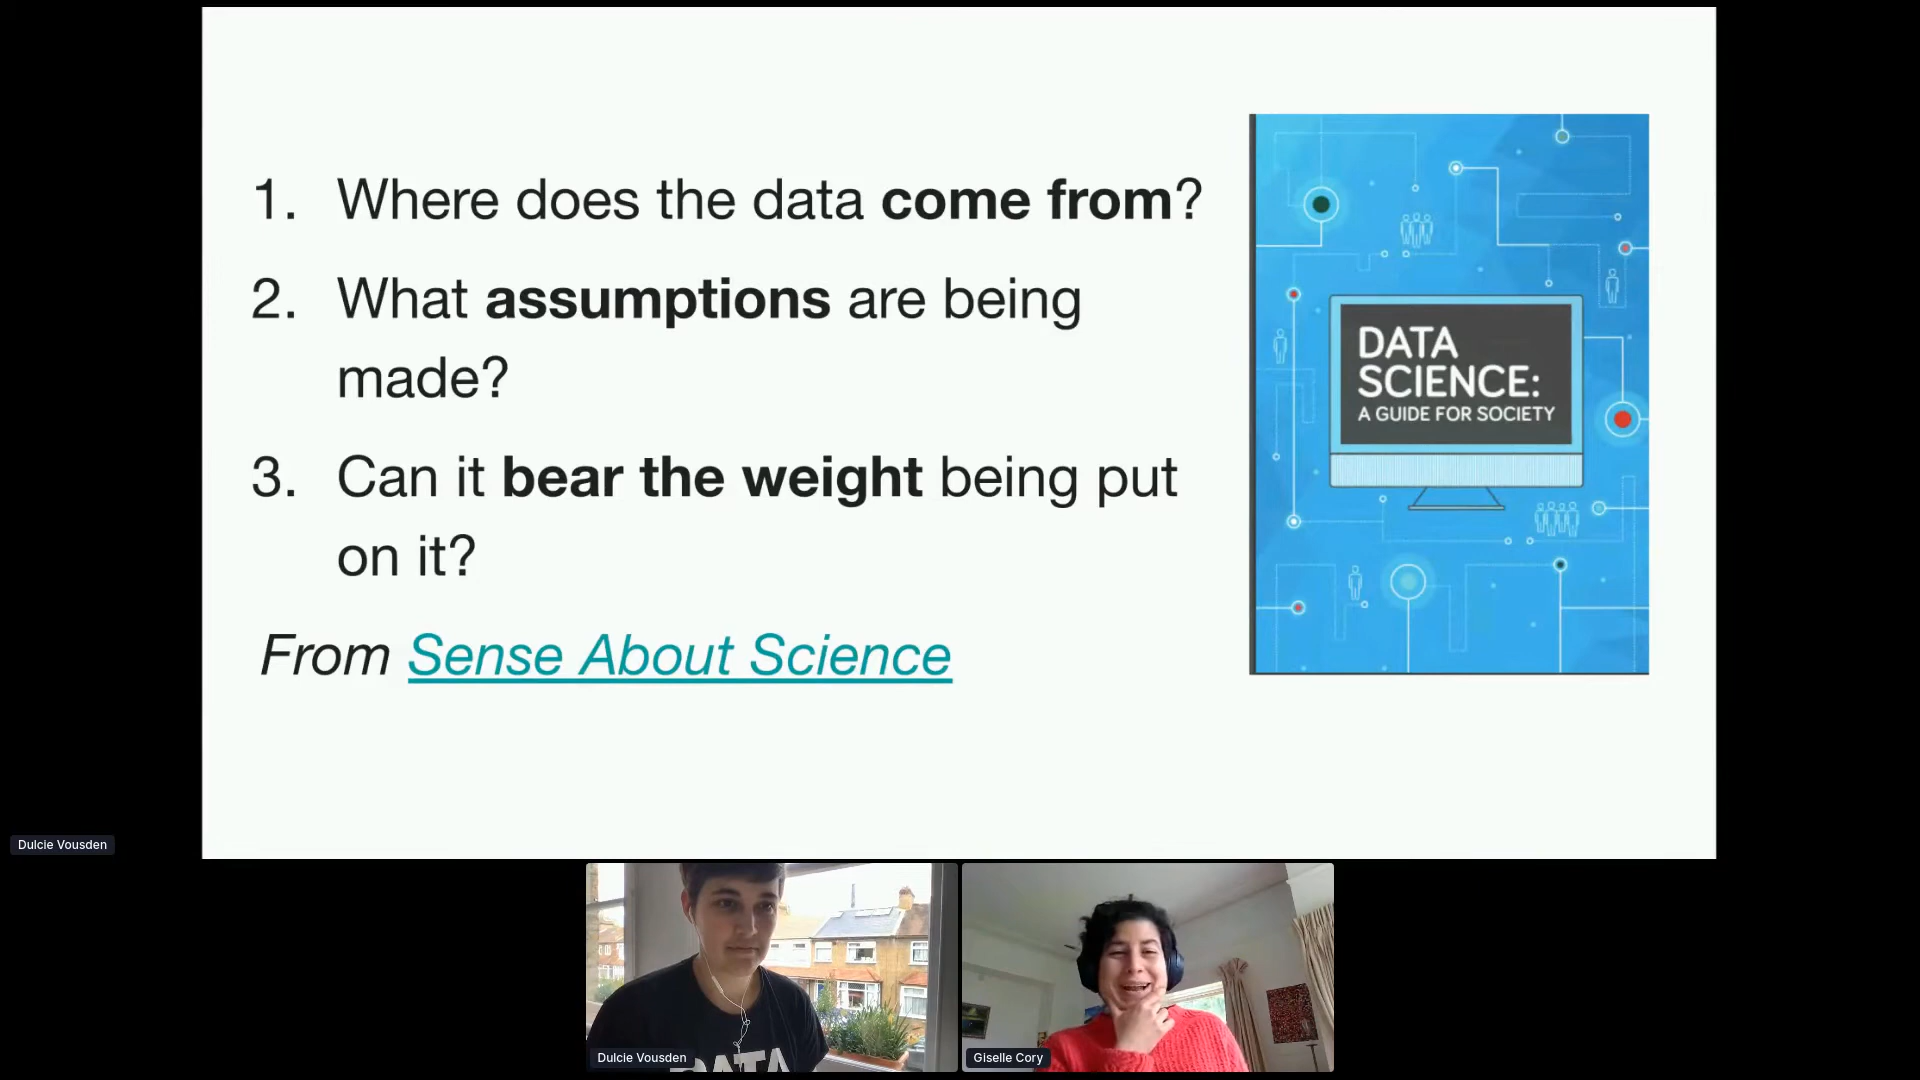 1. Where does the data come from?
2. What assumptions are being
made?
3. Can it bear the weight being put
on it?
From Sense About Science
DATA
SCIENCE:
A GUIDE FOR SOCIETY
Dulcie Vousden
Dulcie Vousden
DATA
Giselle Cory